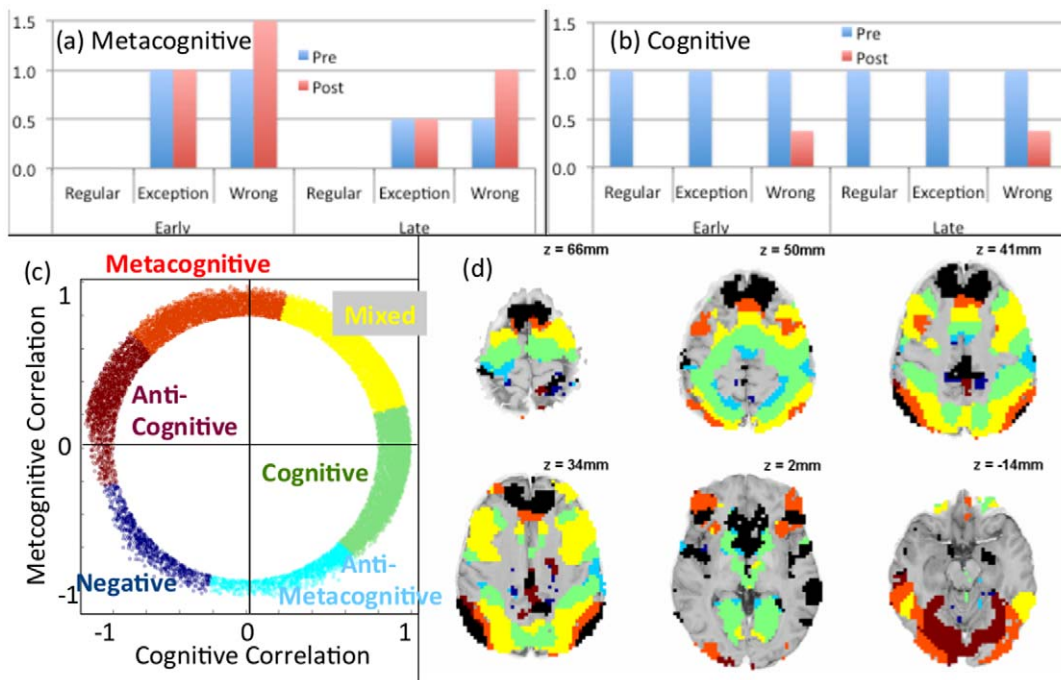 (a) Metacognitive
1.5
1.0
0.5
0.0
Pre
Post
Regular Exception Wrong Regular Exception Wrong
Early Late
(b) Cognitive
1.5
1.0
0.5
0.0
Pre
Post
Regular Exception Wrong Regular Exception Wrong
Early Late
(c)
Metacognitive
Mixed
Anti-
Cognitive
Cognitive
Negative
Anti-
Metacognitive
Metcognitive Correlation
1
0
-1
-1 0 1
Cognitive Correlation
(d)
z = 66mm z = 50mm z = 41mm
z = 34mm z = 2mm z = -14mm